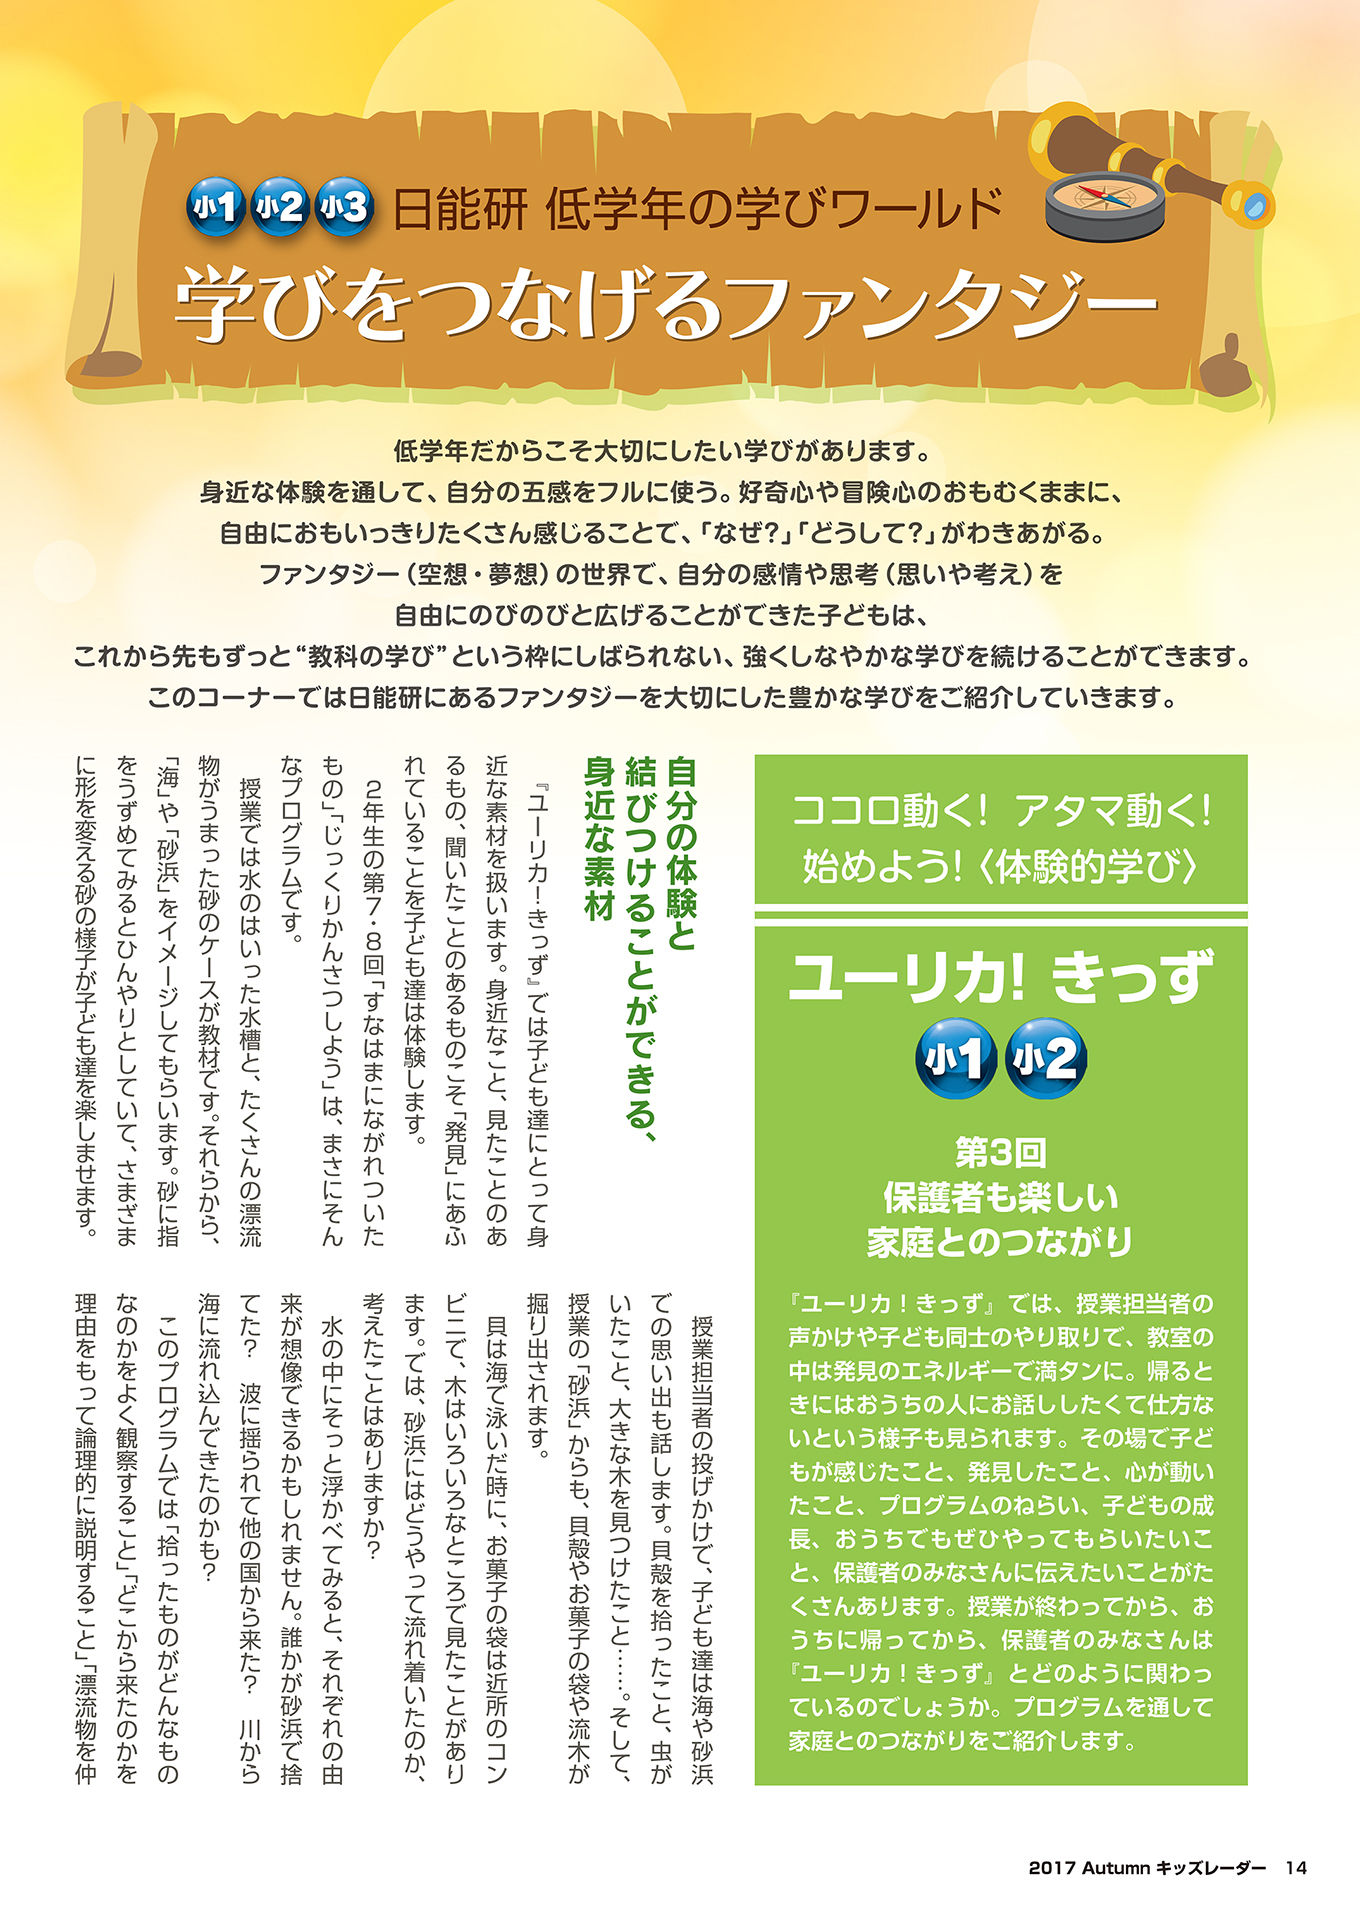 小1 小2 小3 日能研 低学年の学びワールド
学びをつなげるファンタジー
低学年だからこそ大切にしたい学びがあります。
身近な体験を通して、自分の五感をフルに使う。好奇心や冒険心のおもむくままに、
自由におもいっきりたくさん感じることで、「なぜ?」「どうして?」がわきあがる。
ファンタジー（空想・夢想）の世界で、自分の感情や思考（思いや考え）を
自由にのびのびと広げることができた子どもは、
これから先もずっと“教科の学び”という枠にしばられない、強くしなやかな学びを続けることができます。
このコーナーでは日能研にあるファンタジーを大切にした豊かな学びをご紹介していきます。
ココロ動く! アタマ動く!
始めよう!〈体験的学び〉
ユーリカ! きっず
小1 小2
第3回
保護者も楽しい
家庭とのつながり
『ユーリカ！きっず』では、授業担当者の
声かけや子ども同士のやり取りで、教室の
中は発見のエネルギーで満タンに。帰ると
きにはおうちの人にお話ししたくて仕方な
いという様子も見られます。その場で子ど
もが感じたこと、発見したこと、心が動い
たこと、プログラムのねらい、子どもの成
長、おうちでもぜひやってもらいたいこ
と、保護者のみなさんに伝えたいことがた
くさんあります。授業が終わってから、お
うちに帰ってから、保護者のみなさんは
『ユーリカ！きっず』とどのように関わっ
ているのでしょうか。プログラムを通して
家庭とのつながりをご紹介します。
自分の体験と
結びつけることができる、
身近な素材
『ユーリカ！きっず』では子ども達にとって身
近な素材を扱います。身近なこと、見たことのあ
るもの、聞いたことのあるものこそ「発見」にあふ
れていることを子ども達は体験します。
2年生の第7・8回「すなはまにながれついた
もの」「じっくりかんさつしよう」は、まさにそん
なプログラムです。
授業では水のはいった水槽と、たくさんの漂流
物がうまった砂のケースが教材です。それらから、
「海」や「砂浜」をイメージしてもらいます。砂に指
をうずめてみるとひんやりとしていて、さまざま
に形を変える砂の様子が子ども達を楽しませます。
授業担当者の投げかけで、子ども達は海や砂浜
での思い出も話します。貝殻を拾ったこと、虫が
いたこと、大きな木を見つけたこと……。そして、
授業の「砂浜」からも、貝殻やお菓子の袋や流木が
掘り出されます。
貝は海で泳いだ時に、お菓子の袋は近所のコン
ビニで、木はいろいろなところで見たことがあり
ます。では、砂浜にはどうやって流れ着いたのか、
考えたことはありますか?
水の中にそっと浮かべてみると、それぞれの由
来が想像できるかもしれません。誰かが砂浜で捨
てた? 波に揺られて他の国から来た? 川から
海に流れ込んできたのかも?
このプログラムでは「拾ったものがどんなもの
なのかをよく観察すること」「どこから来たのかを
理由をもって論理的に説明すること」「漂流物を仲
2017 Autumn キッズレーダー 14